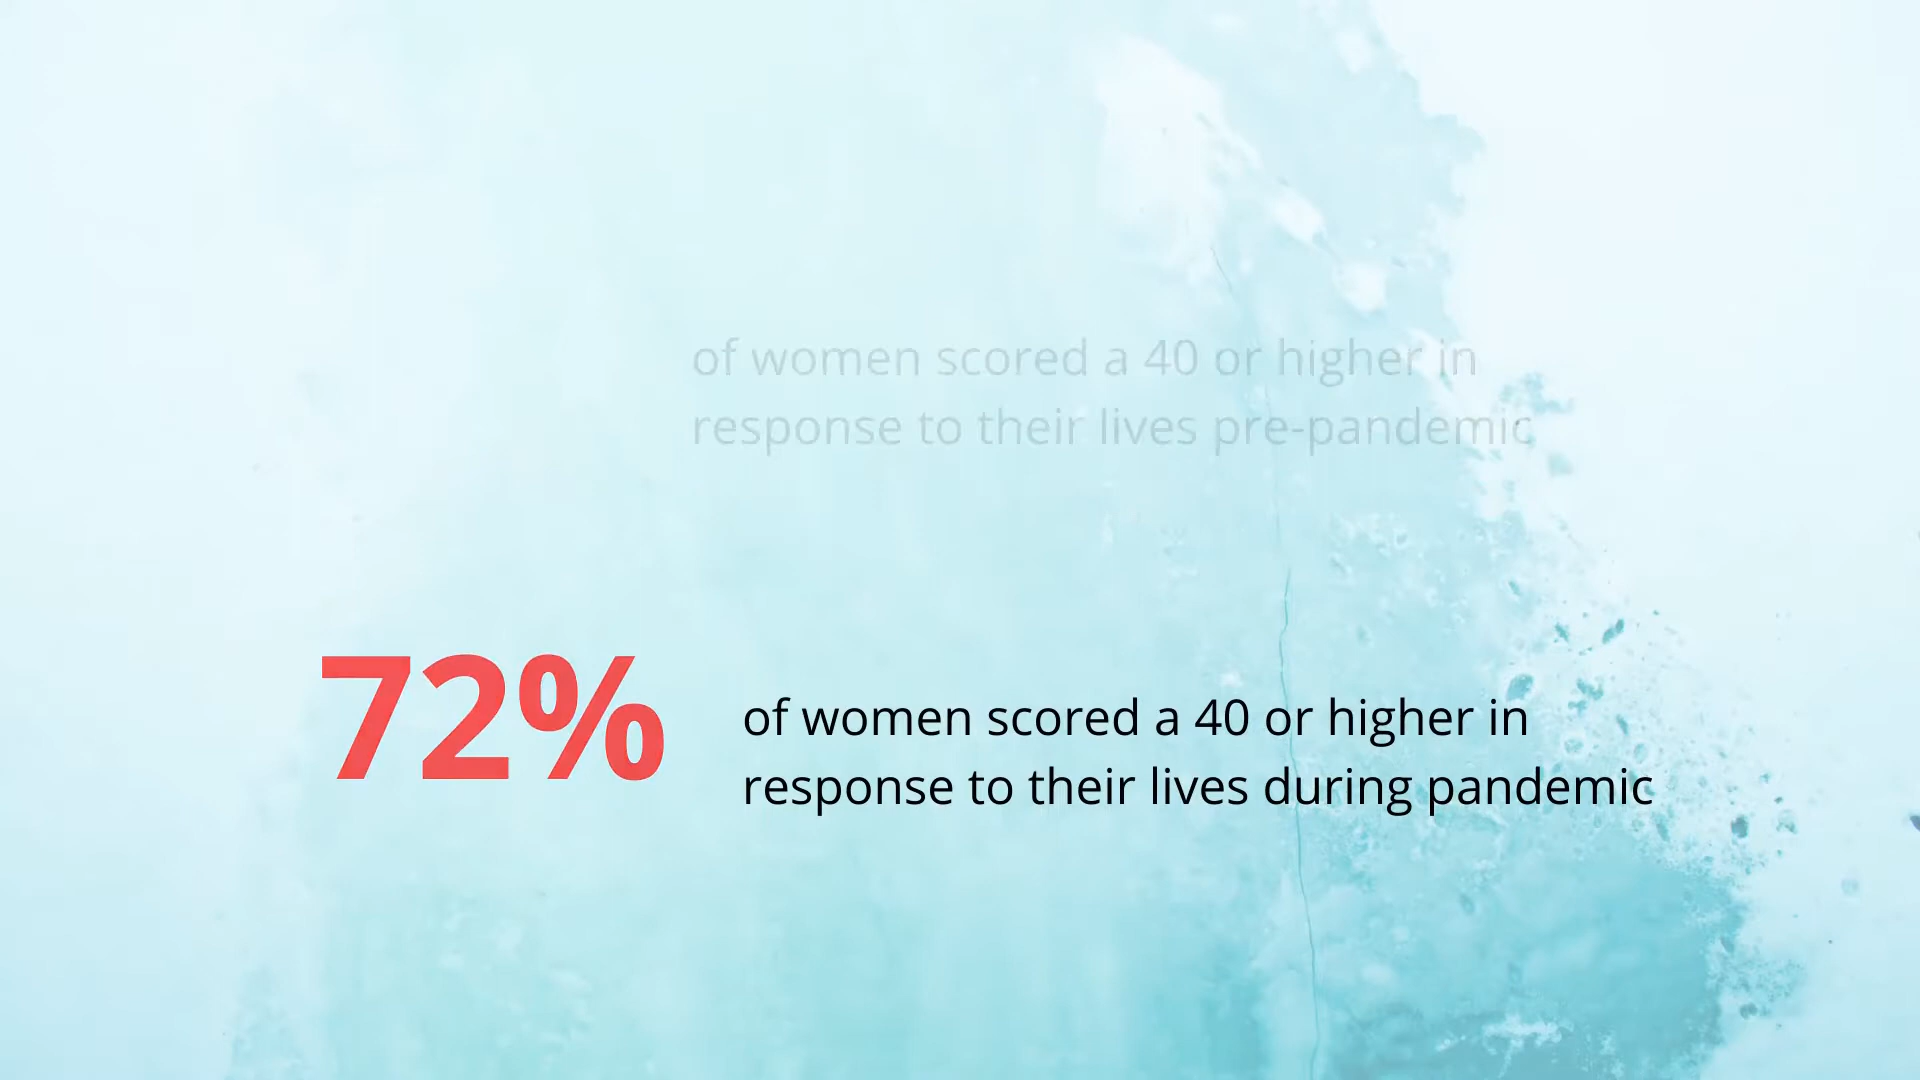 of women scored a 40 or higher in
response to their lives pre-pandemic
72%
of women scored a 40 or higher in
response to their lives during pandemic